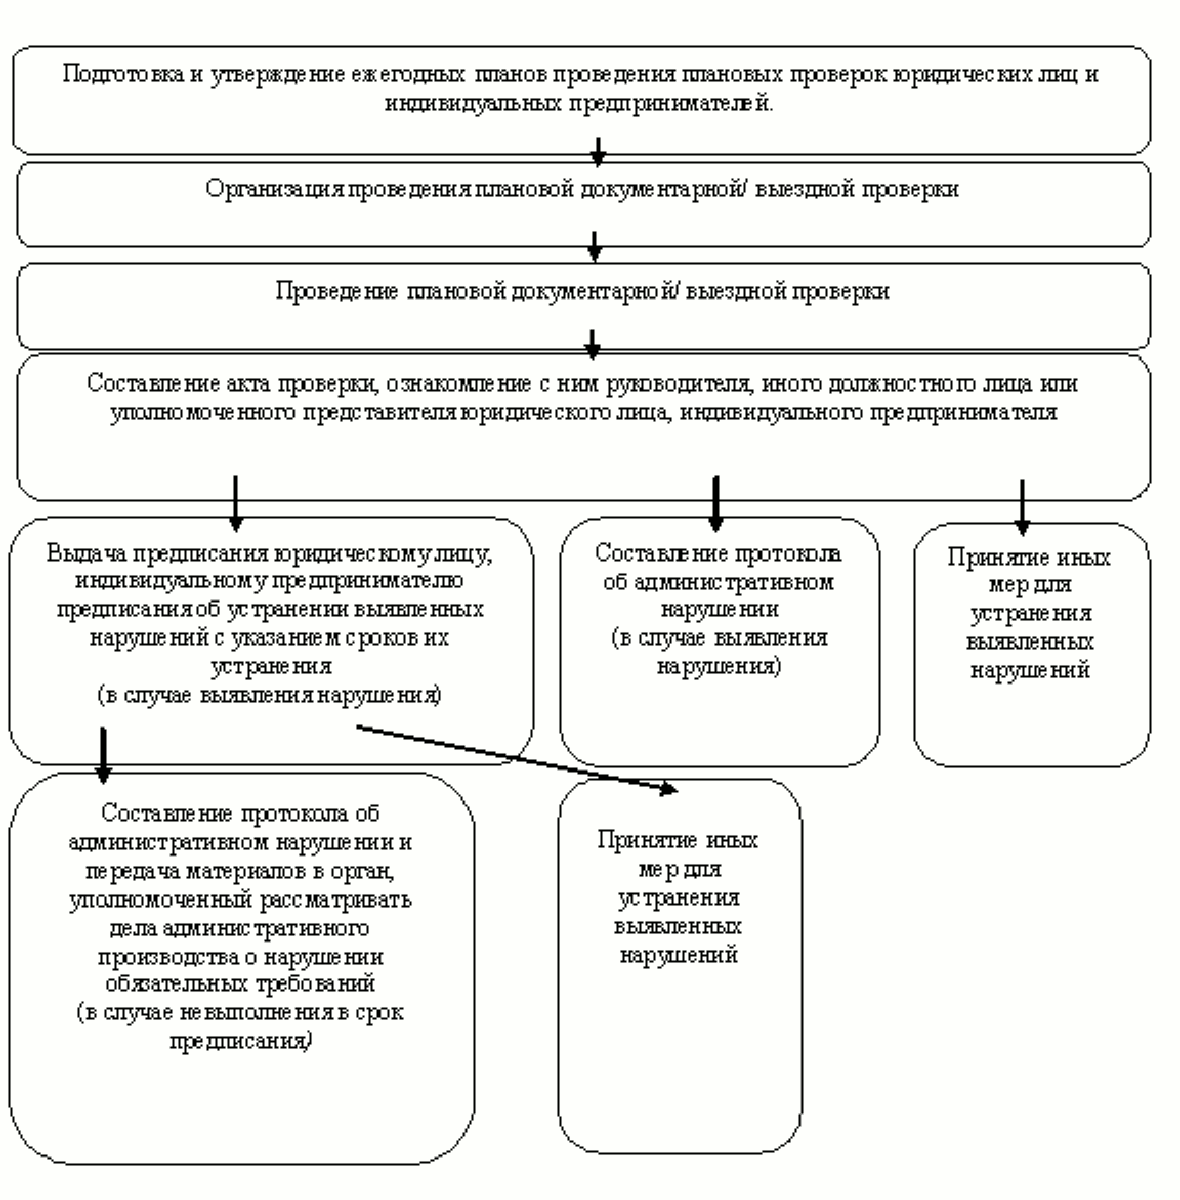 Подготовка и утверждение ежегодных планов проведения плановых проверок юридических лиц и
индивидуальных предпринимателей.
Организация проведения плановой документарной/ выездной проверки
Проведение плановой документарной/ выездной проверки
Составление акта проверки, ознакомление с ним руководителя, иного должностного лица или
уполномоченного представителя юридического лица, индивидуального предпринимателя
Выдача предписания юридическому лицу,
индивидуальному предпринимателю
предписания об устранении выявленных
нарушений с указанием сроков их
устранения
(в случае выявления нарушения)
Составление протокола
об административном
нарушении
(в случае выявления
нарушения)
Принятие иных
мер для
устранения
выявленных
нарушений
Составление протокола об
административном нарушении и
передача материалов в орган,
уполномоченный рассматривать
дела административного
производства о нарушении
обязательных требований
(в случае невыполнения в срок
предписания)
Принятие иных
мер для
устранения
выявленных
нарушений